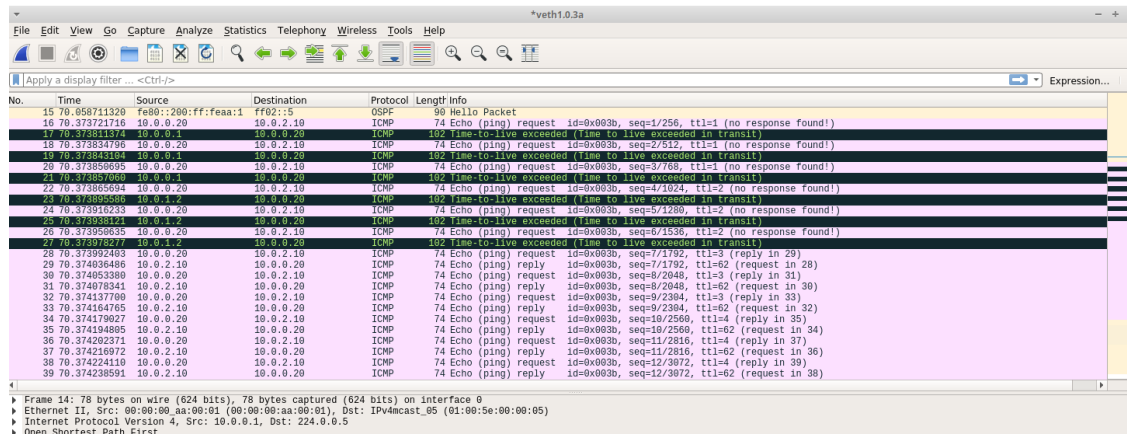 *veth1.0.3a
File Edit View Go Capture Analyze Statistics Telephony Wireless Tools Help
Apply a display filter ... <Ctrl-/> Expression...
No. Time Source Destination Protocol Length Info
15 70.058711320 fe80::200:ff:feaa:1 ff02::5 OSPF 90 Hello Packet
16 70.373721716 10.0.0.20 10.0.2.10 ICMP 74 Echo (ping) request id=0x003b, seq=1/256, ttl=1 (no response found!)
17 70.373811374 10.0.0.1 10.0.0.20 ICMP 102 Time-to-live exceeded (Time to live exceeded in transit)
18 70.373834796 10.0.0.20 10.0.2.10 ICMP 74 Echo (ping) request id=0x003b, seq=2/512, ttl=1 (no response found!)
19 70.373843104 10.0.0.1 10.0.0.20 ICMP 102 Time-to-live exceeded (Time to live exceeded in transit)
20 70.373850695 10.0.0.20 10.0.2.10 ICMP 74 Echo (ping) request id=0x003b, seq=3/768, ttl=1 (no response found!)
21 70.373857060 10.0.0.1 10.0.0.20 ICMP 102 Time-to-live exceeded (Time to live exceeded in transit)
22 70.373865694 10.0.0.20 10.0.2.10 ICMP 74 Echo (ping) request id=0x003b, seq=4/1024, ttl=2 (no response found!)
23 70.373895586 10.0.1.2 10.0.0.20 ICMP 102 Time-to-live exceeded (Time to live exceeded in transit)
24 70.373916233 10.0.0.20 10.0.2.10 ICMP 74 Echo (ping) request id=0x003b, seq=5/1280, ttl=2 (no response found!)
25 70.373938121 10.0.1.2 10.0.0.20 ICMP 102 Time-to-live exceeded (Time to live exceeded in transit)
26 70.373950635 10.0.0.20 10.0.2.10 ICMP 74 Echo (ping) request id=0x003b, seq=6/1536, ttl=2 (no response found!)
27 70.373978277 10.0.1.2 10.0.0.20 ICMP 102 Time-to-live exceeded (Time to live exceeded in transit)
28 70.373992403 10.0.0.20 10.0.2.10 ICMP 74 Echo (ping) request id=0x003b, seq=7/1792, ttl=3 (reply in 29)
29 70.374036486 10.0.2.10 10.0.0.20 ICMP 74 Echo (ping) reply id=0x003b, seq=7/1792, ttl=62 (request in 28)
30 70.374053380 10.0.0.20 10.0.2.10 ICMP 74 Echo (ping) request id=0x003b, seq=8/2048, ttl=3 (reply in 31)
31 70.374078341 10.0.2.10 10.0.0.20 ICMP 74 Echo (ping) reply id=0x003b, seq=8/2048, ttl=62 (request in 30)
32 70.374137700 10.0.0.20 10.0.2.10 ICMP 74 Echo (ping) request id=0x003b, seq=9/2304, ttl=3 (reply in 33)
33 70.374164765 10.0.2.10 10.0.0.20 ICMP 74 Echo (ping) reply id=0x003b, seq=9/2304, ttl=62 (request in 32)
34 70.374179027 10.0.0.20 10.0.2.10 ICMP 74 Echo (ping) request id=0x003b, seq=10/2560, ttl=4 (reply in 35)
35 70.374194805 10.0.2.10 10.0.0.20 ICMP 74 Echo (ping) reply id=0x003b, seq=10/2560, ttl=62 (request in 34)
36 70.374202371 10.0.0.20 10.0.2.10 ICMP 74 Echo (ping) request id=0x003b, seq=11/2816, ttl=4 (reply in 37)
37 70.374216972 10.0.2.10 10.0.0.20 ICMP 74 Echo (ping) reply id=0x003b, seq=11/2816, ttl=62 (request in 36)
38 70.374224110 10.0.0.20 10.0.2.10 ICMP 74 Echo (ping) request id=0x003b, seq=12/3072, ttl=4 (reply in 39)
39 70.374238591 10.0.2.10 10.0.0.20 ICMP 74 Echo (ping) reply id=0x003b, seq=12/3072, ttl=62 (request in 38)
Frame 14: 78 bytes on wire (624 bits), 78 bytes captured (624 bits) on interface 0
Ethernet II, Src: 00:00:00_aa:00:01 (00:00:00:aa:00:01), Dst: IPv4mcast_05 (01:00:5e:00:00:05)
Internet Protocol Version 4, Src: 10.0.0.1, Dst: 224.0.0.5
Open Shortest Path First